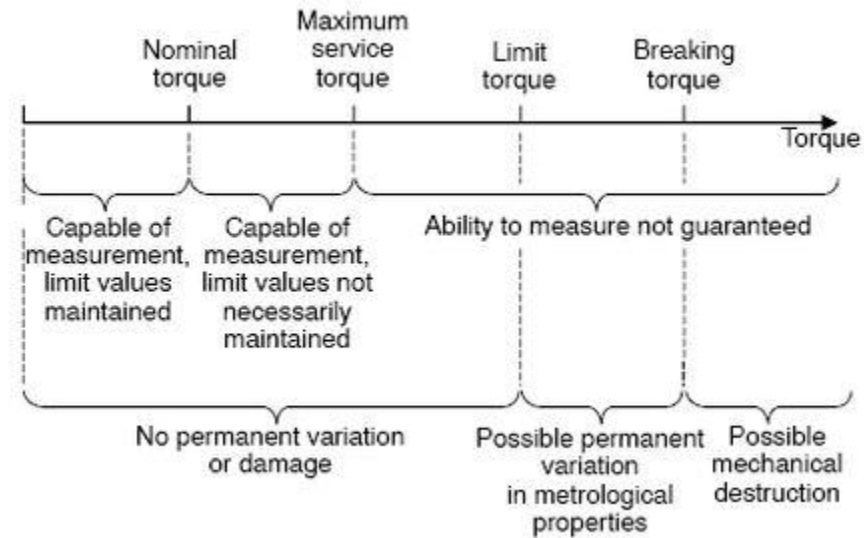 Nominal
torque
Maximum
service
torque
Limit
torque
Breaking
torque
Torque
Capable of
measurement,
limit values
maintained
Capable of
measurement,
limit values not
necessarily
maintained
Ability to measure not guaranteed
No permanent variation
or damage
Possible permanent
variation
in metrological
properties
Possible
mechanical
destruction